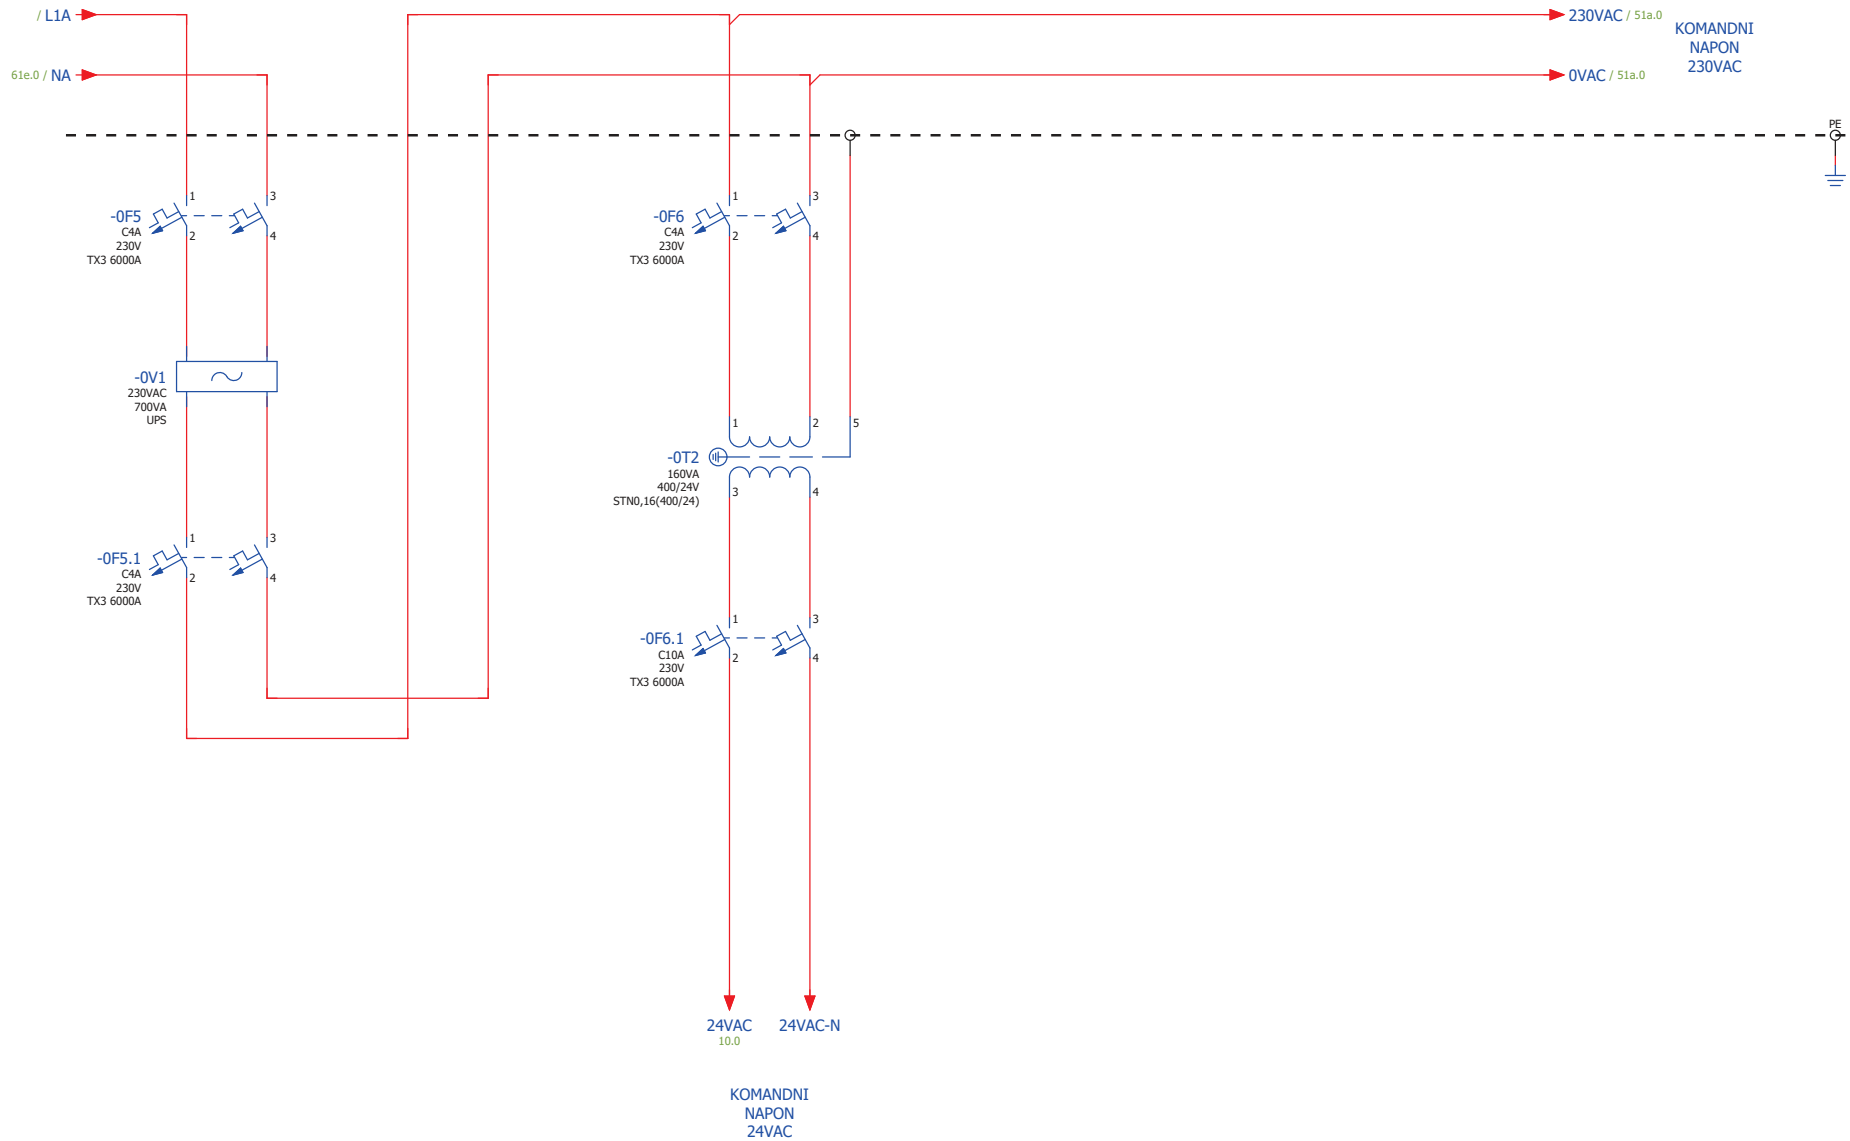 / L1A
230VAC / 51a.0
KOMANDNI
NAPON
230VAC
61e.0 / NA
0VAC / 51a.0
PE
-0F5
C4A
230V
TX3 6000A
1
3
2
4
-0F6
C4A
230V
TX3 6000A
1
3
2
4
-0V1
230VAC
700VA
UPS
-0T2
160VA
400/24V
STN0,16(400/24)
1
2
5
3
4
-0F5.1
C4A
230V
TX3 6000A
1
3
2
4
-0F6.1
C10A
230V
TX3 6000A
1
3
2
4
24VAC
10.0
24VAC-N
KOMANDNI
NAPON
24VAC